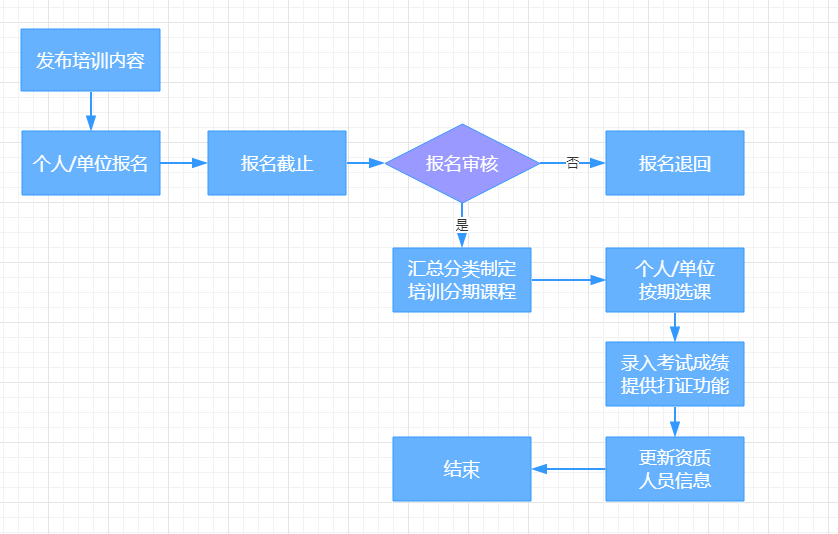 发布培训内容
个人/单位报名
报名截止
报名审核
否
报名退回
是
汇总分类制定
培训分期课程
个人/单位
按期选课
录入考试成绩
提供打证功能
更新资质
人员信息
结束